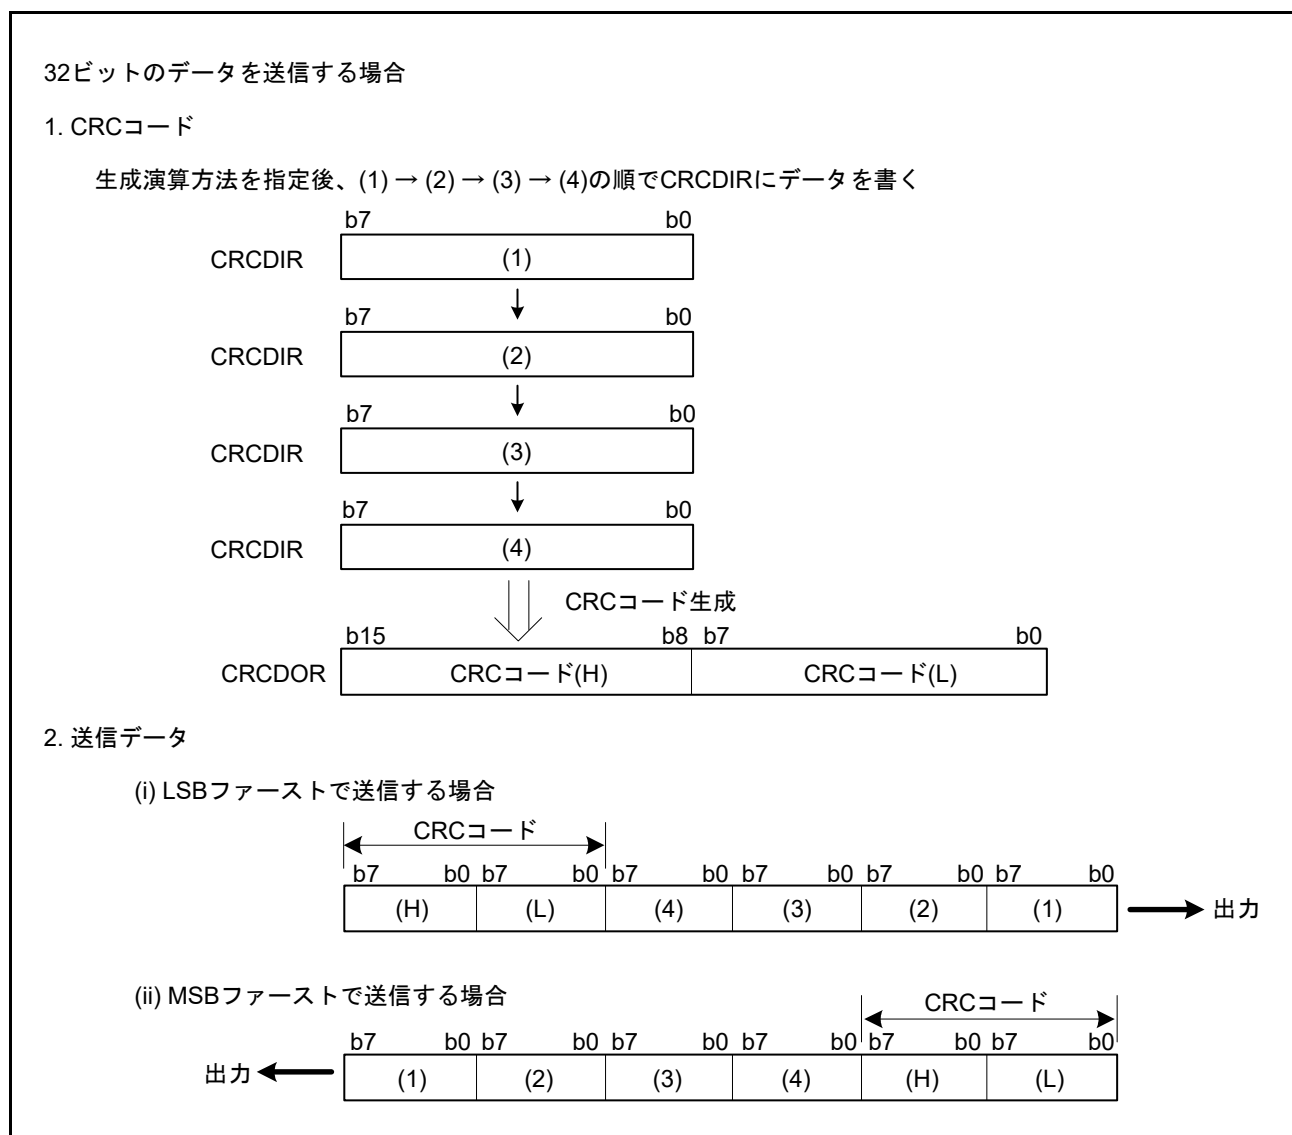 32ビットのデータを送信する場合
1. CRCコード
生成演算方法を指定後、(1) → (2) → (3) → (4)の順でCRCDIRにデータを書く
b7 b0
CRCDIR (1)
b7 b0
CRCDIR (2)
b7 b0
CRCDIR (3)
b7 b0
CRCDIR (4)
CRCコード生成
b15 b8 b7 b0
CRCDOR CRCコード(H) CRCコード(L)
2. 送信データ
(i) LSBファーストで送信する場合
CRCコード
b7 b0 b7 b0 b7 b0 b7 b0 b7 b0 b7 b0
(H) (L) (4) (3) (2) (1) 出力
(ii) MSBファーストで送信する場合
CRCコード
b7 b0 b7 b0 b7 b0 b7 b0 b7 b0 b7 b0
出力 (1) (2) (3) (4) (H) (L)